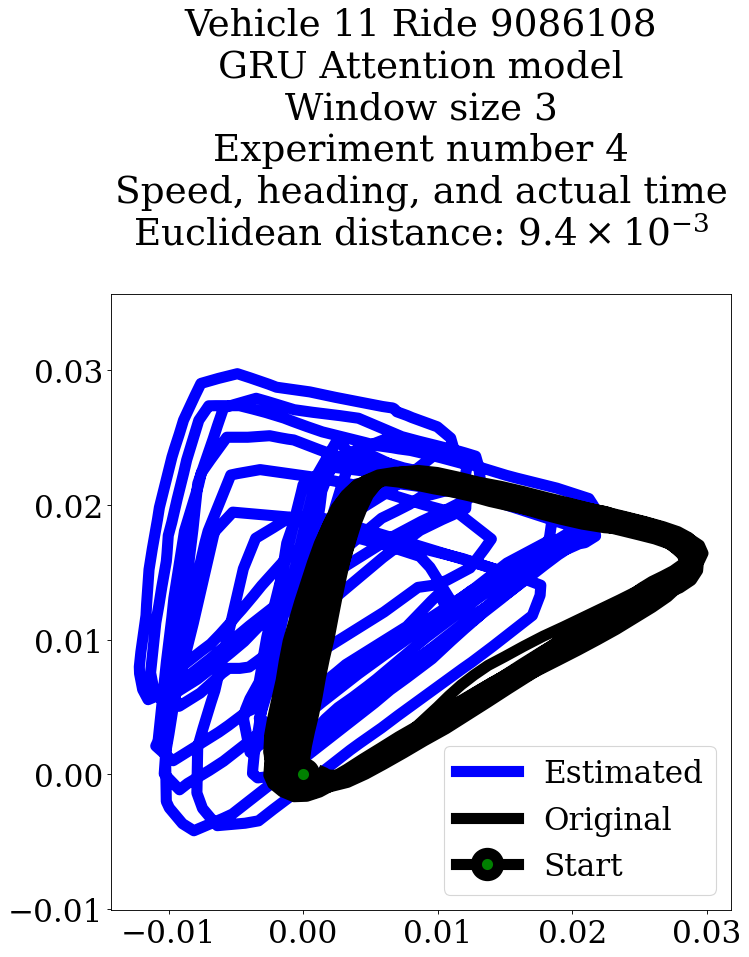 Vehicle 11 Ride 9086108
GRU Attention model
Window size 3
Experiment number 4
Speed, heading, and actual time
Euclidean distance: 9.4 × 10⁻³
0.03
0.02
0.01
0.00
−0.01
−0.01 0.00 0.01 0.02 0.03
Estimated
Original
Start